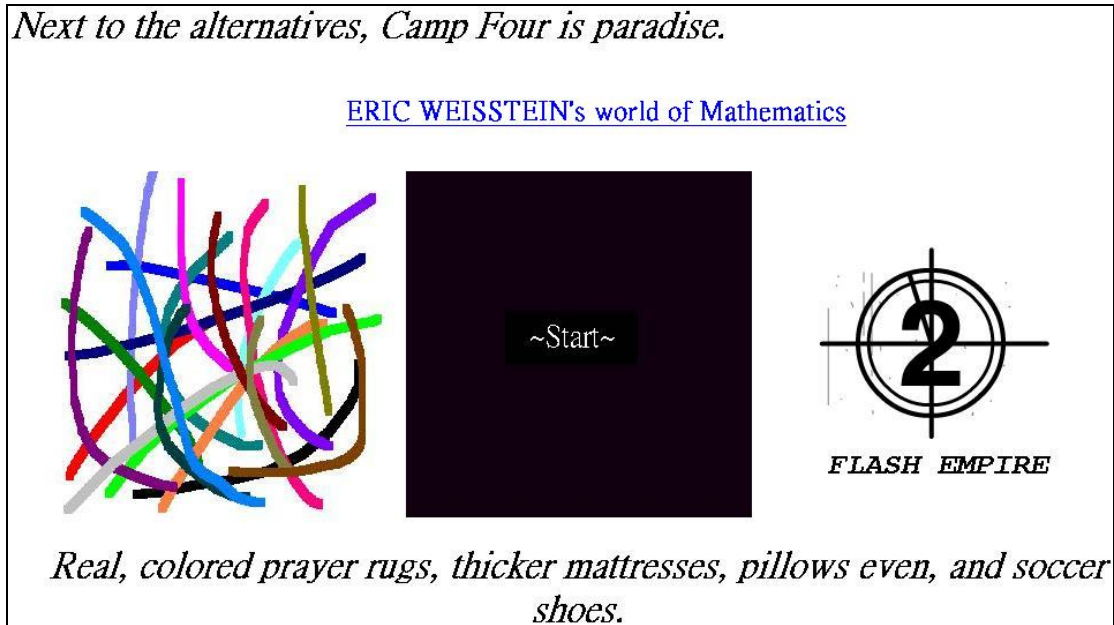 Next to the alternatives, Camp Four is paradise.
ERIC WEISSTEIN's world of Mathematics
~Start~
2
FLASH EMPIRE
Real, colored prayer rugs, thicker mattresses, pillows even, and soccer
shoes.